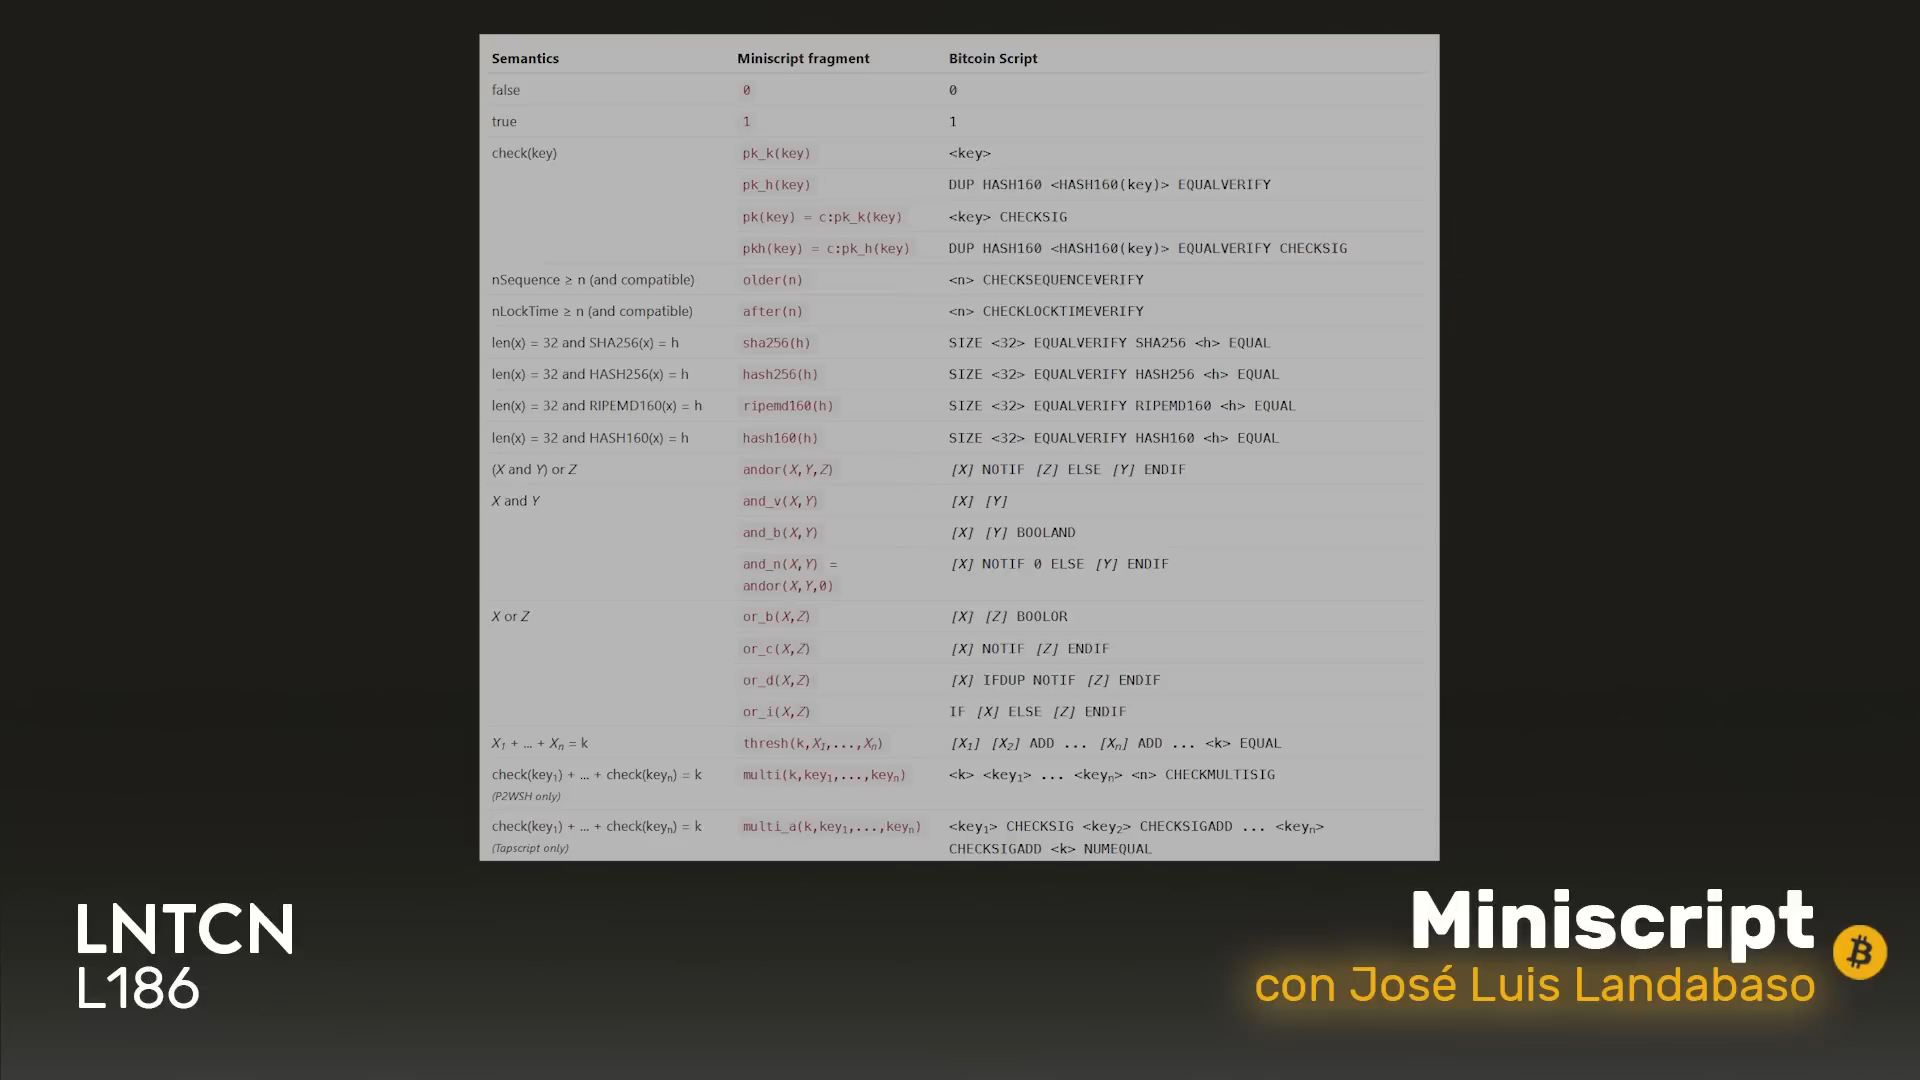 Semantics Miniscript fragment Bitcoin Script
false 0 0
true 1 1
check(key) pk_k(key) <key>
pk_h(key) DUP HASH160 <HASH160(key)> EQUALVERIFY
pk(key) = c:pk_k(key) <key> CHECKSIG
pkh(key) = c:pk_h(key) DUP HASH160 <HASH160(key)> EQUALVERIFY CHECKSIG
nSequence ≥ n (and compatible) older(n) <n> CHECKSEQUENCEVERIFY
nLockTime ≥ n (and compatible) after(n) <n> CHECKLOCKTIMEVERIFY
len(x) = 32 and SHA256(x) = h sha256(h) SIZE <32> EQUALVERIFY SHA256 <h> EQUAL
len(x) = 32 and HASH256(x) = h hash256(h) SIZE <32> EQUALVERIFY HASH256 <h> EQUAL
len(x) = 32 and RIPEMD160(x) = h ripemd160(h) SIZE <32> EQUALVERIFY RIPEMD160 <h> EQUAL
len(x) = 32 and HASH160(x) = h hash160(h) SIZE <32> EQUALVERIFY HASH160 <h> EQUAL
(X and Y) or Z andor(X,Y,Z) [X] NOTIF [Z] ELSE [Y] ENDIF
X and Y and_v(X,Y) [X] [Y]
and_b(X,Y) [X] [Y] BOOLAND
and_n(X,Y) = [X] NOTIF 0 ELSE [Y] ENDIF
andor(X,Y,0)
X or Z or_b(X,Z) [X] [Z] BOOLOR
or_c(X,Z) [X] NOTIF [Z] ENDIF
or_d(X,Z) [X] IFDUP NOTIF [Z] ENDIF
or_i(X,Z) IF [X] ELSE [Z] ENDIF
X₁ + ... + Xₙ = k thresh(k,X₁,...,Xₙ) [X₁] [X₂] ADD ... [Xₙ] ADD ... <k> EQUAL
check(key₁) + ... + check(keyₙ) = k multi(k,key₁,...,keyₙ) <k> <key₁> ... <keyₙ> <n> CHECKMULTISIG
(P2WSH only)
check(key₁) + ... + check(keyₙ) = k multi_a(k,key₁,...,keyₙ) <key₁> CHECKSIG <key₂> CHECKSIGADD ... <keyₙ>
(Tapscript only) CHECKSIGADD <k> NUMEQUAL
LNTCN
L186
Miniscript
con José Luis Landabaso